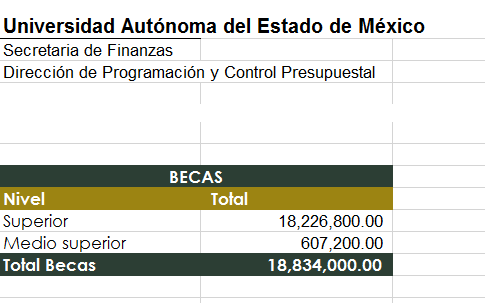 Universidad Autónoma del Estado de México
Secretaria de Finanzas
Dirección de Programación y Control Presupuestal
BECAS
Nivel Total
Superior 18,226,800.00
Medio superior 607,200.00
Total Becas 18,834,000.00